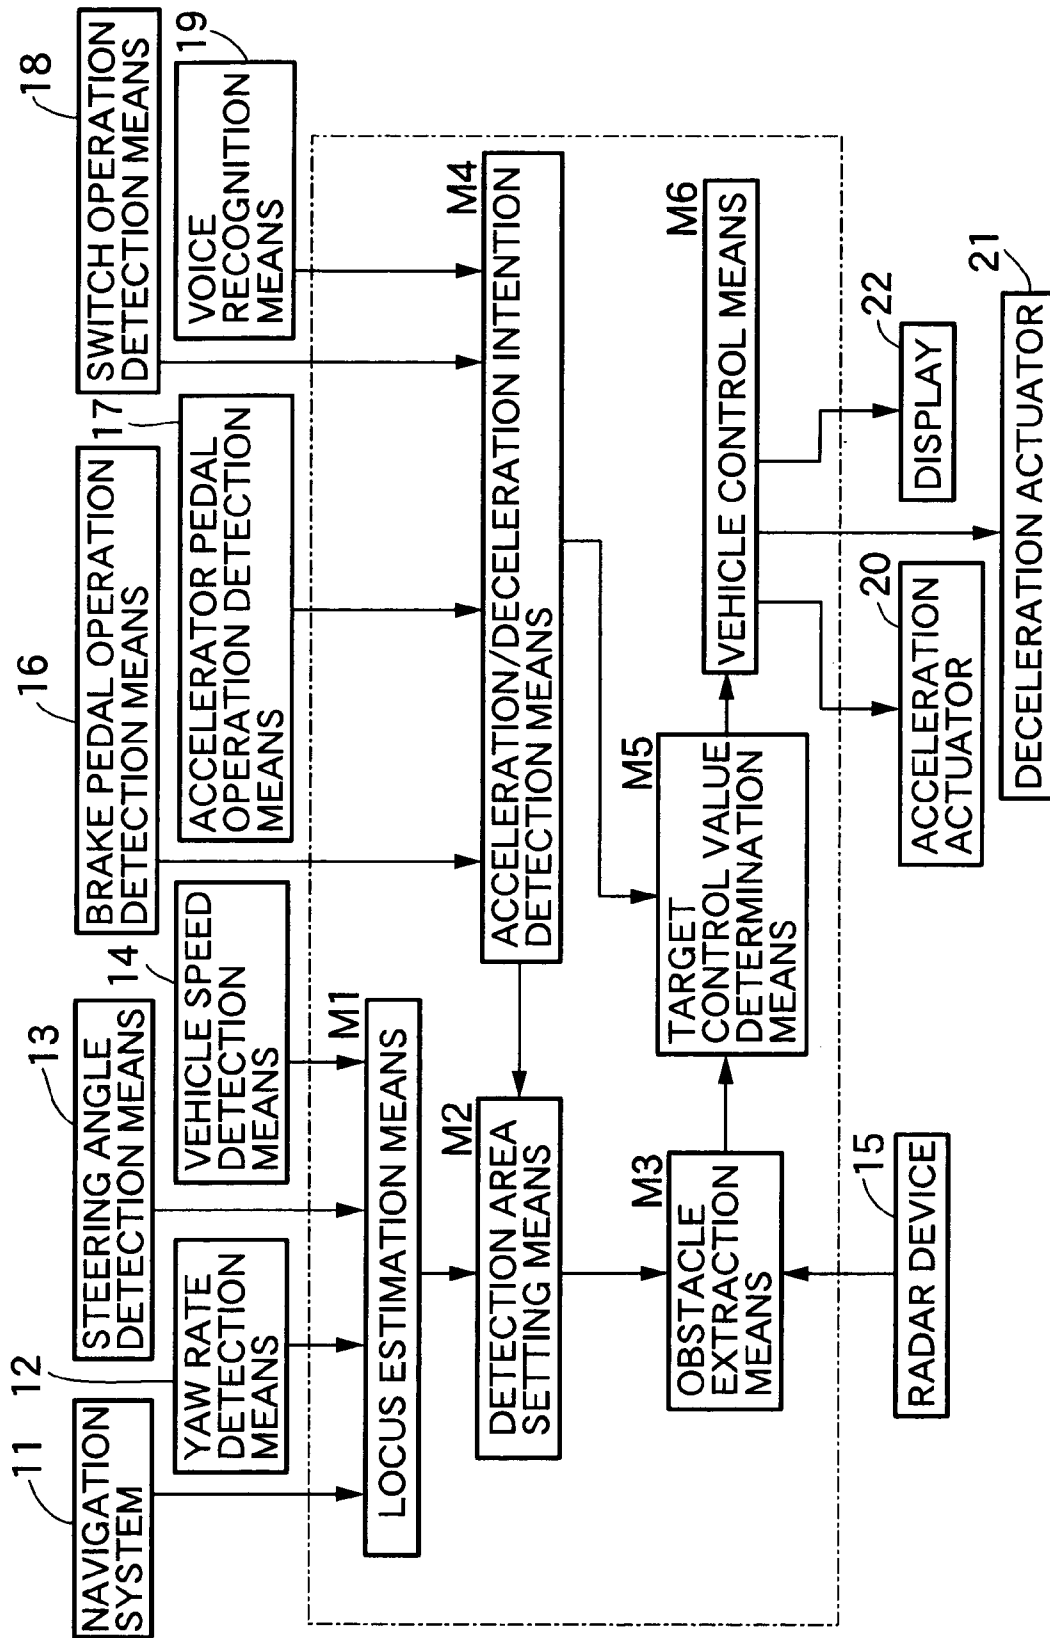 11
NAVIGATION
SYSTEM
12
YAW RATE
DETECTION
MEANS
13
STEERING ANGLE
DETECTION MEANS
14
VEHICLE SPEED
DETECTION
MEANS
16
BRAKE PEDAL OPERATION
DETECTION MEANS
17
ACCELERATOR PEDAL
OPERATION DETECTION
MEANS
18
SWITCH OPERATION
DETECTION MEANS
19
VOICE
RECOGNITION
MEANS
M1
LOCUS ESTIMATION MEANS
M4
ACCELERATION/DECELERATION INTENTION
DETECTION MEANS
M2
DETECTION AREA
SETTING MEANS
M3
OBSTACLE
EXTRACTION
MEANS
M5
TARGET
CONTROL VALUE
DETERMINATION
MEANS
M6
VEHICLE CONTROL MEANS
15
RADAR DEVICE
20
ACCELERATION
ACTUATOR
22
DISPLAY
21
DECELERATION ACTUATOR